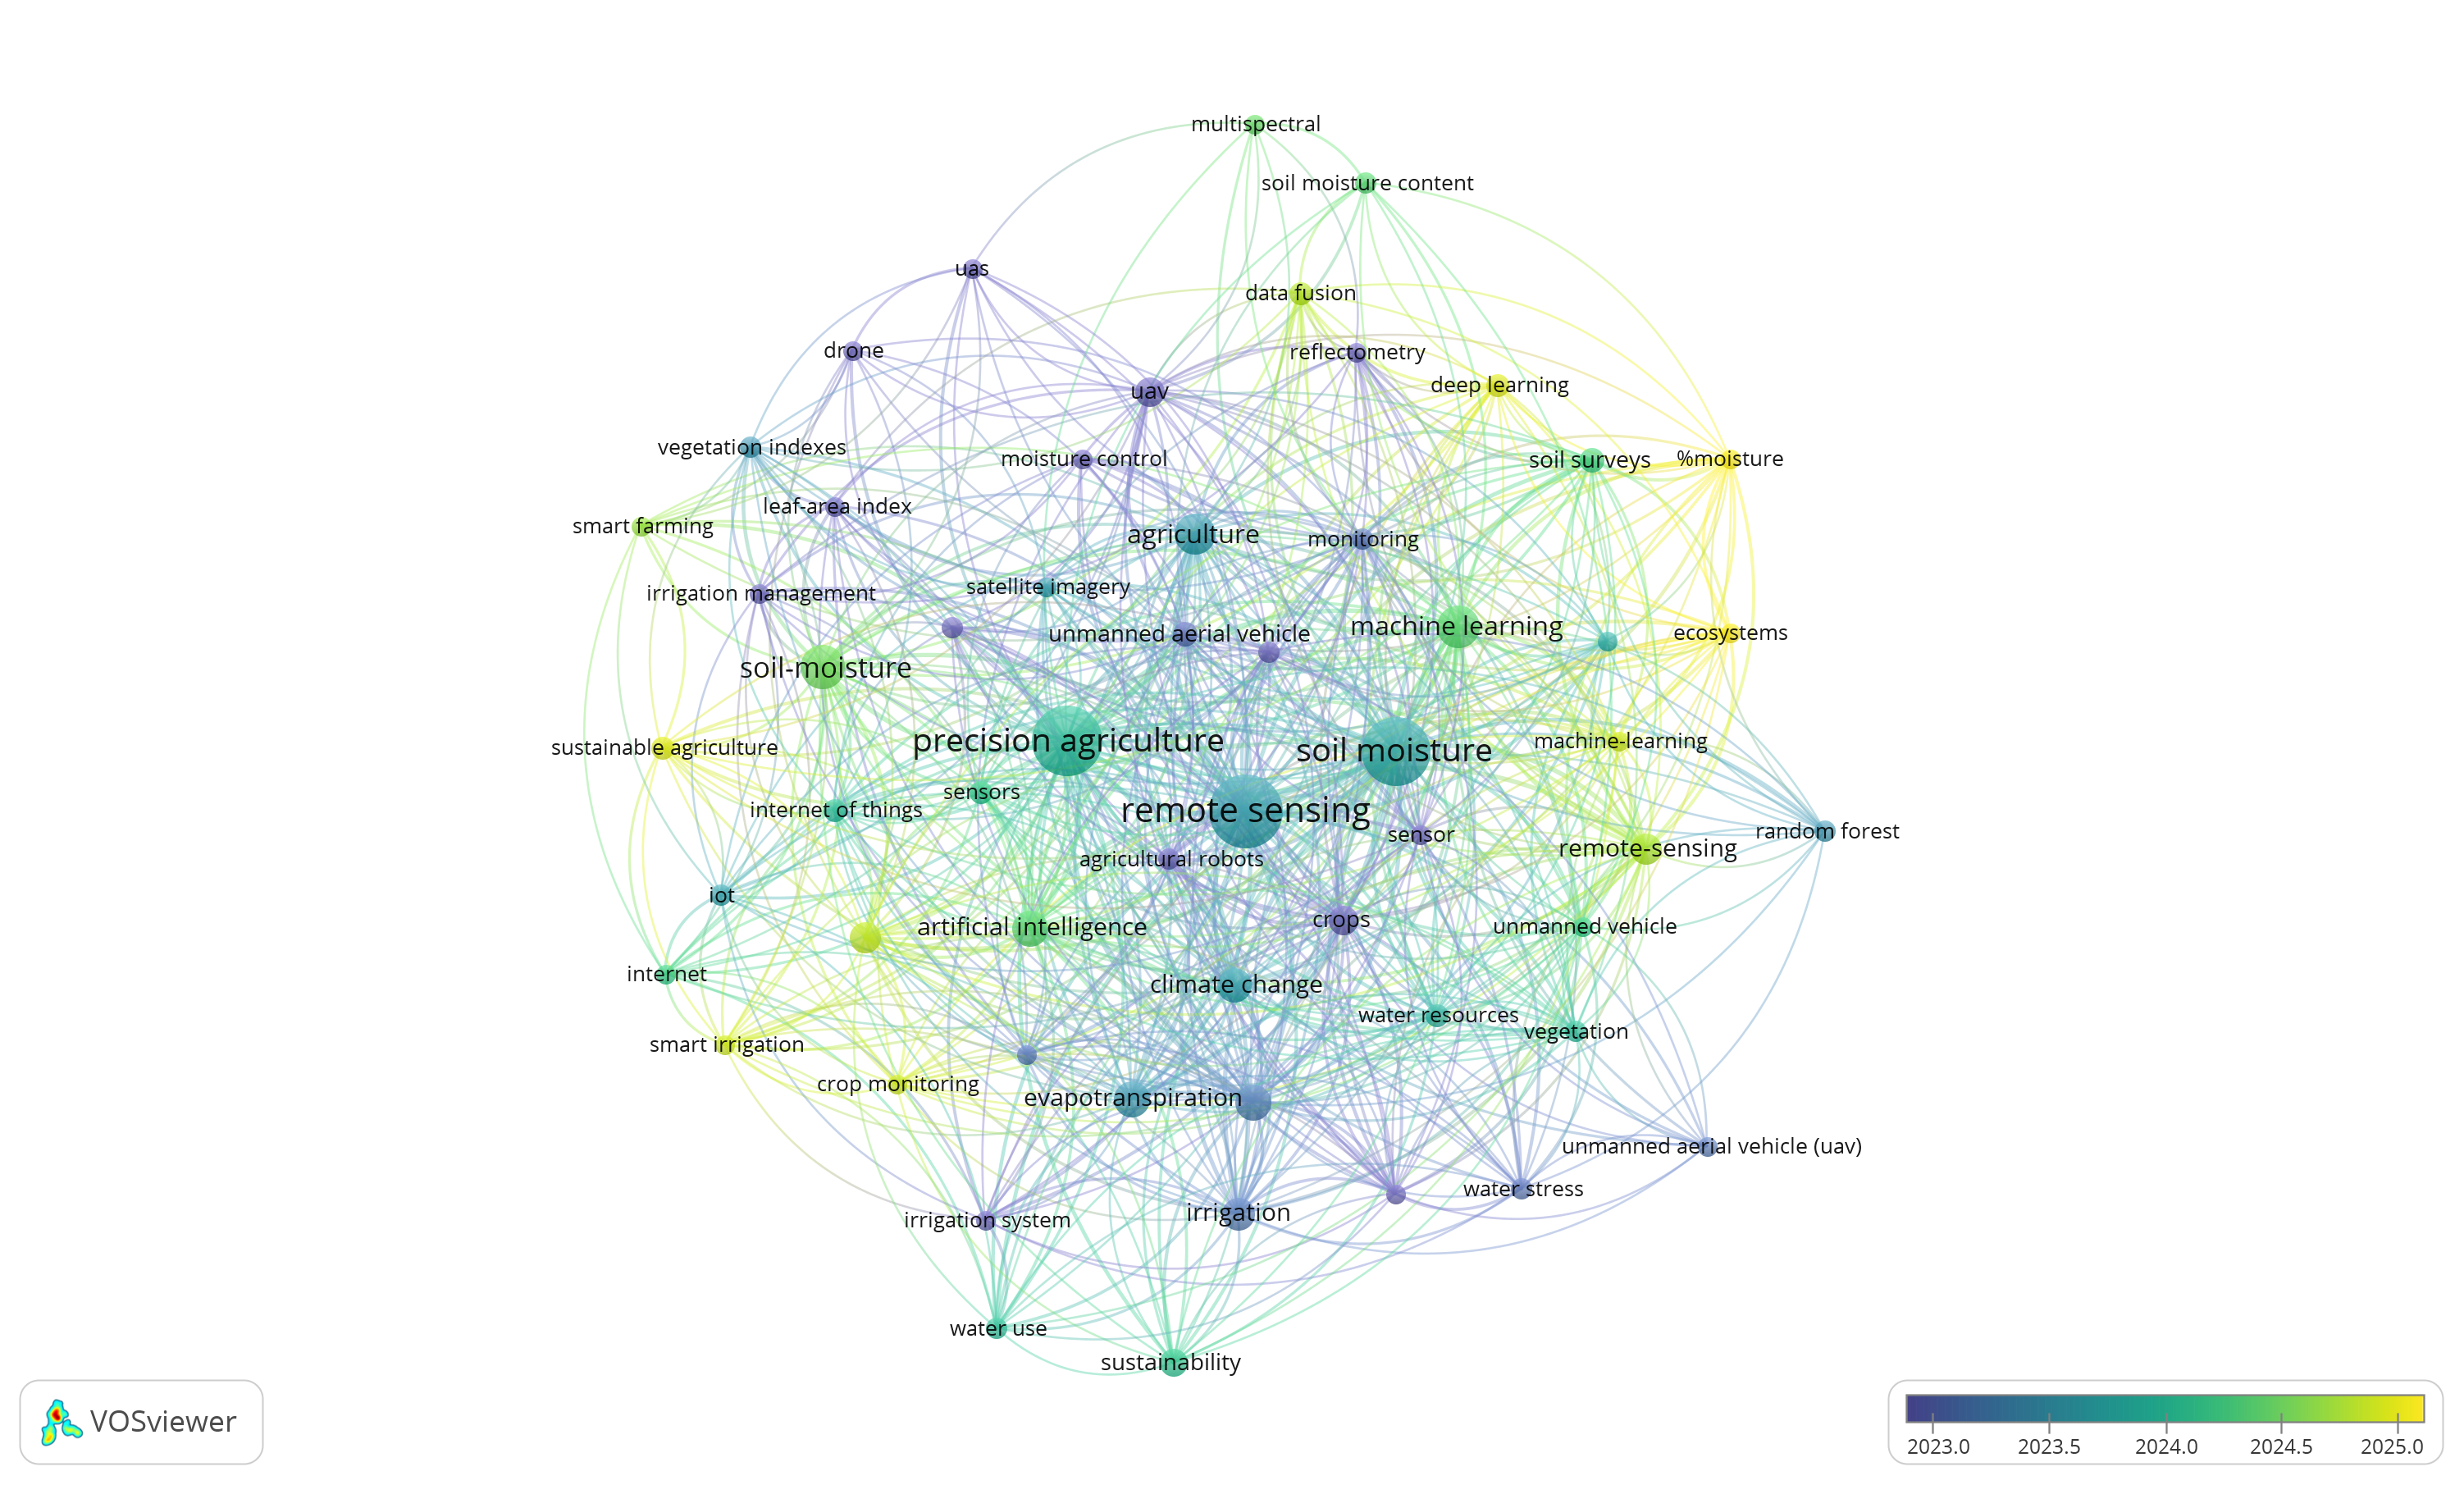 multispectral
soil moisture content
uas
data fusion
drone
reflectometry
deep learning
uav
vegetation indexes
moisture control
soil surveys
%moisture
leaf-area index
smart farming
agriculture
monitoring
satellite imagery
irrigation management
unmanned aerial vehicle
machine learning
ecosystems
soil-moisture
precision agriculture
soil moisture
machine-learning
sustainable agriculture
sensors
internet of things
remote sensing
sensor
random forest
remote-sensing
agricultural robots
iot
artificial intelligence
crops
unmanned vehicle
internet
climate change
water resources
vegetation
smart irrigation
crop monitoring
evapotranspiration
unmanned aerial vehicle (uav)
water stress
irrigation
irrigation system
water use
sustainability
VOSviewer
2023.0 2023.5 2024.0 2024.5 2025.0